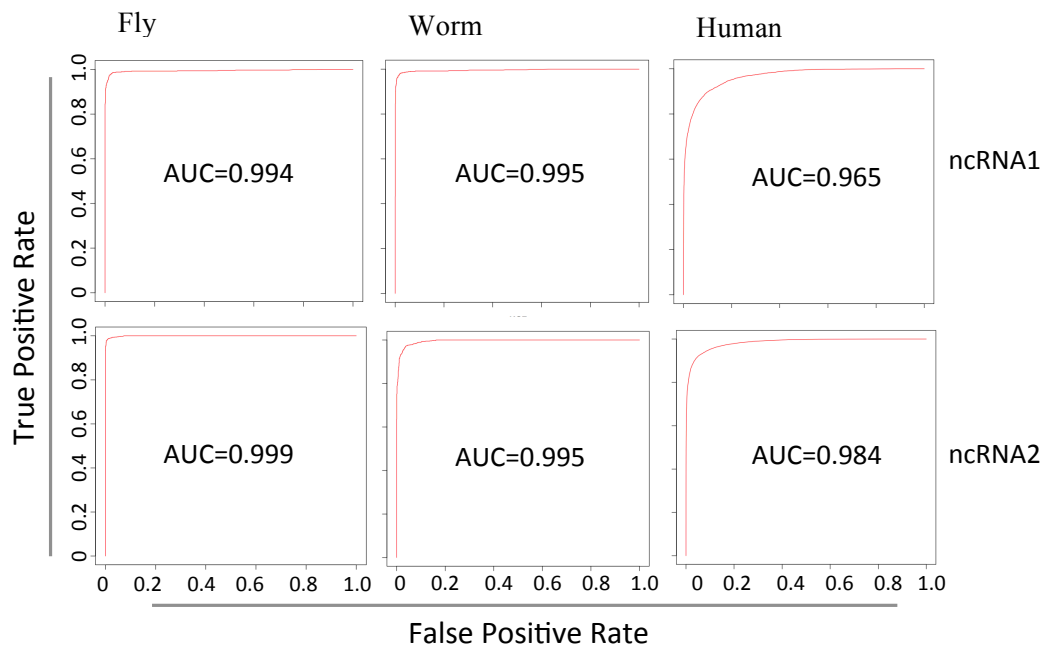 Fly Worm Human
1.0
0.8
0.6
0.4
0.2
0
AUC=0.994 AUC=0.995 AUC=0.965 ncRNA1
1.0
0.8
0.6
0.4
0.2
0
AUC=0.999 AUC=0.995 AUC=0.984 ncRNA2
True Positive Rate
0 0.2 0.4 0.6 0.8 1.0 0 0.2 0.4 0.6 0.8 1.0 0 0.2 0.4 0.6 0.8 1.0
False Positive Rate